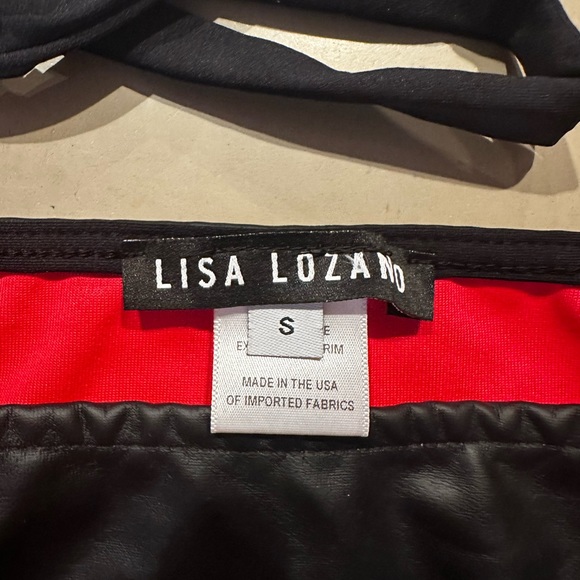 LISA LOZANO
S
MADE IN THE USA
OF IMPORTED FABRICS